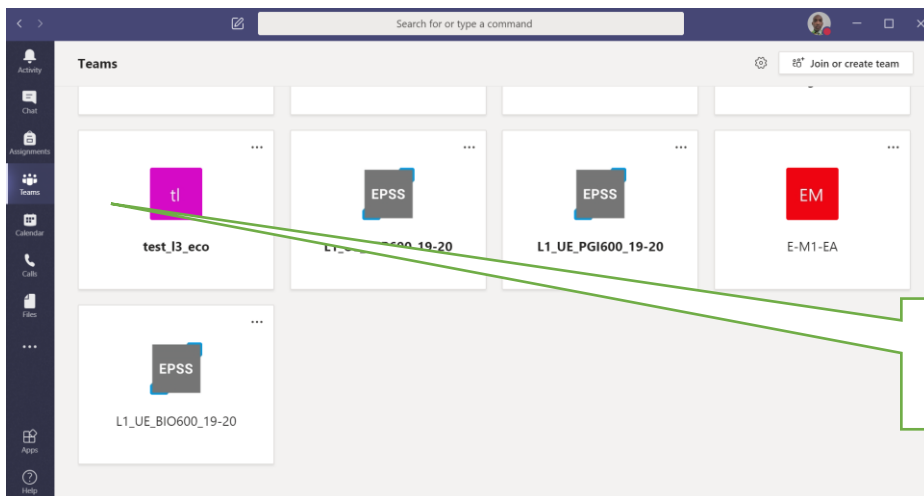 Search for or type a command
Activity
Chat
Assignments
Teams
Calendar
Calls
Files
Apps
Help
Teams
Join or create team
tl
test_l3_eco
EPSS
EPSS
L1_UE_PGI600_19-20
EM
E-M1-EA
EPSS
L1_UE_BIO600_19-20